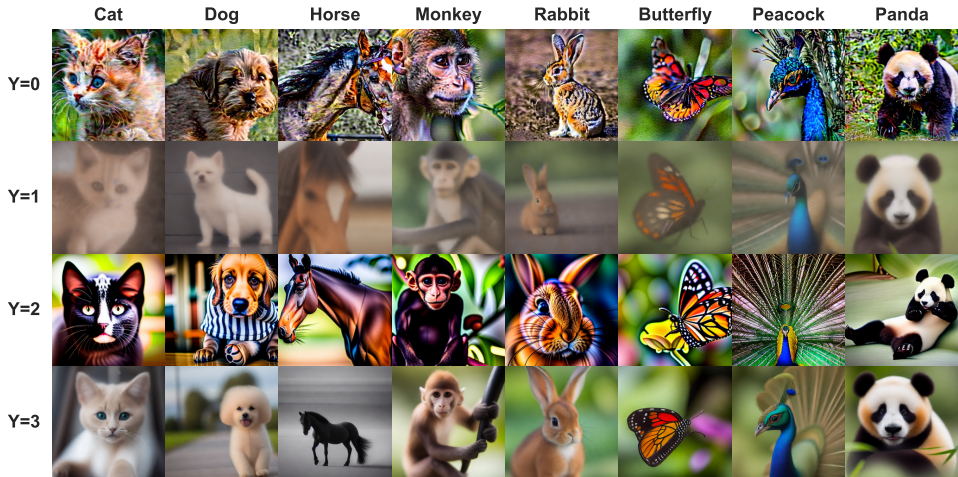 Cat Dog Horse Monkey Rabbit Butterfly Peacock Panda
Y=0
Y=1
Y=2
Y=3